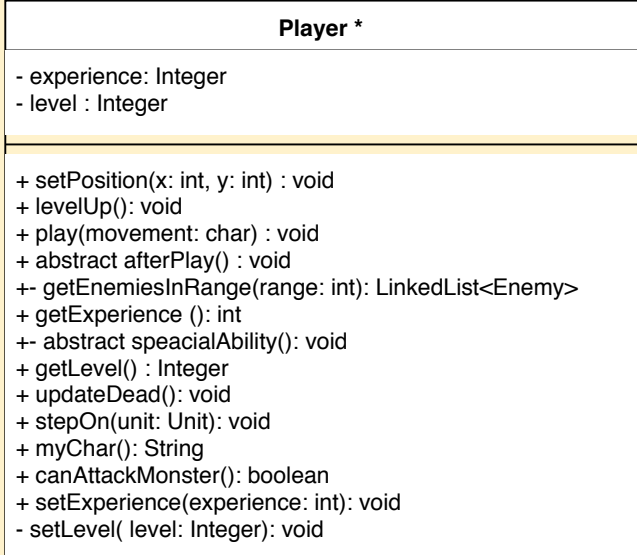 Player *
- experience: Integer
- level : Integer
+ setPosition(x: int, y: int) : void
+ levelUp(): void
+ play(movement: char) : void
+ abstract afterPlay() : void
+- getEnemiesInRange(range: int): LinkedList<Enemy>
+ getExperience (): int
+- abstract speacialAbility(): void
+ getLevel() : Integer
+ updateDead(): void
+ stepOn(unit: Unit): void
+ myChar(): String
+ canAttackMonster(): boolean
+ setExperience(experience: int): void
- setLevel( level: Integer): void